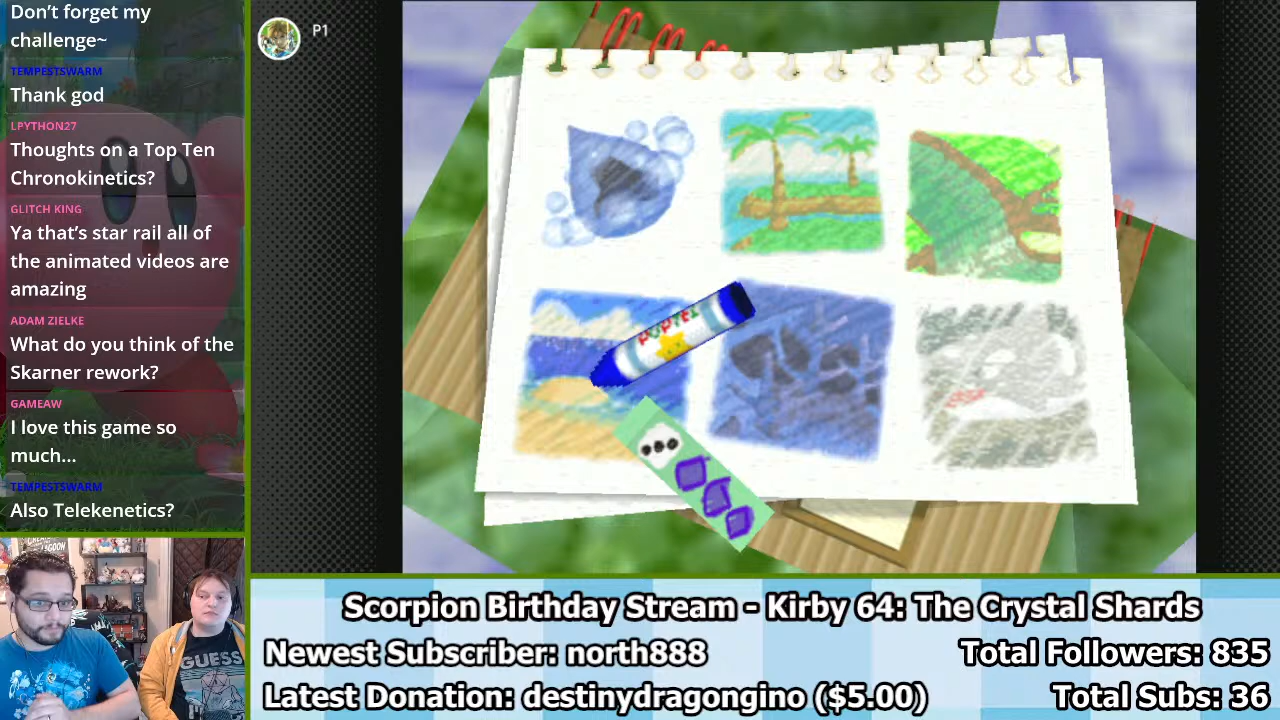 Don't forget my
challenge~
TEMPESTSWARM
Thank god
LPYTHON27
Thoughts on a Top Ten
Chronokinetics?
GLITCH KING
Ya that's star rail all of
the animated videos are
amazing
ADAM ZIELKE
What do you think of the
Skarner rework?
GAMEAW
I love this game so
much...
TEMPESTSWARM
Also Telekenetics?
P1
GUESS
Scorpion Birthday Stream - Kirby 64: The Crystal Shards
Newest Subscriber: north888
Total Followers: 835
Latest Donation: destinydragongino ($5.00)
Total Subs: 36